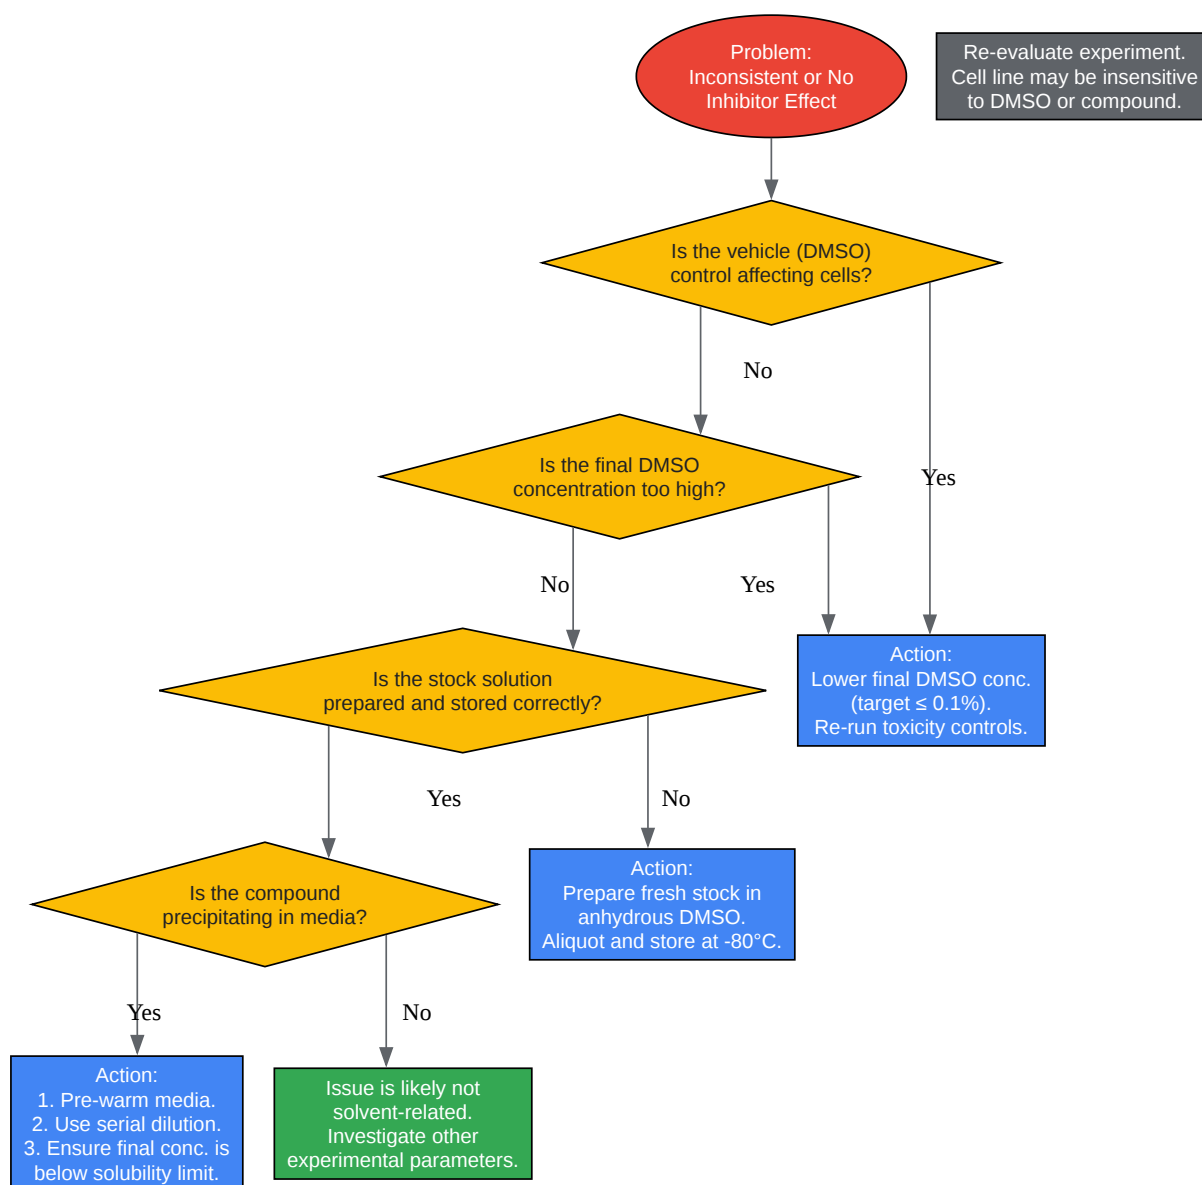 Problem:
Inconsistent or No
Inhibitor Effect
Re-evaluate experiment.
Cell line may be insensitive
to DMSO or compound.
Is the vehicle (DMSO)
control affecting cells?
No
Yes
Is the final DMSO
concentration too high?
No
Yes
Is the stock solution
prepared and stored correctly?
Action:
Lower final DMSO conc.
(target ≤ 0.1%).
Re-run toxicity controls.
Yes
No
Is the compound
precipitating in media?
Action:
Prepare fresh stock in
anhydrous DMSO.
Aliquot and store at -80°C.
Yes
No
Action:
1. Pre-warm media.
2. Use serial dilution.
3. Ensure final conc. is
below solubility limit.
Issue is likely not
solvent-related.
Investigate other
experimental parameters.